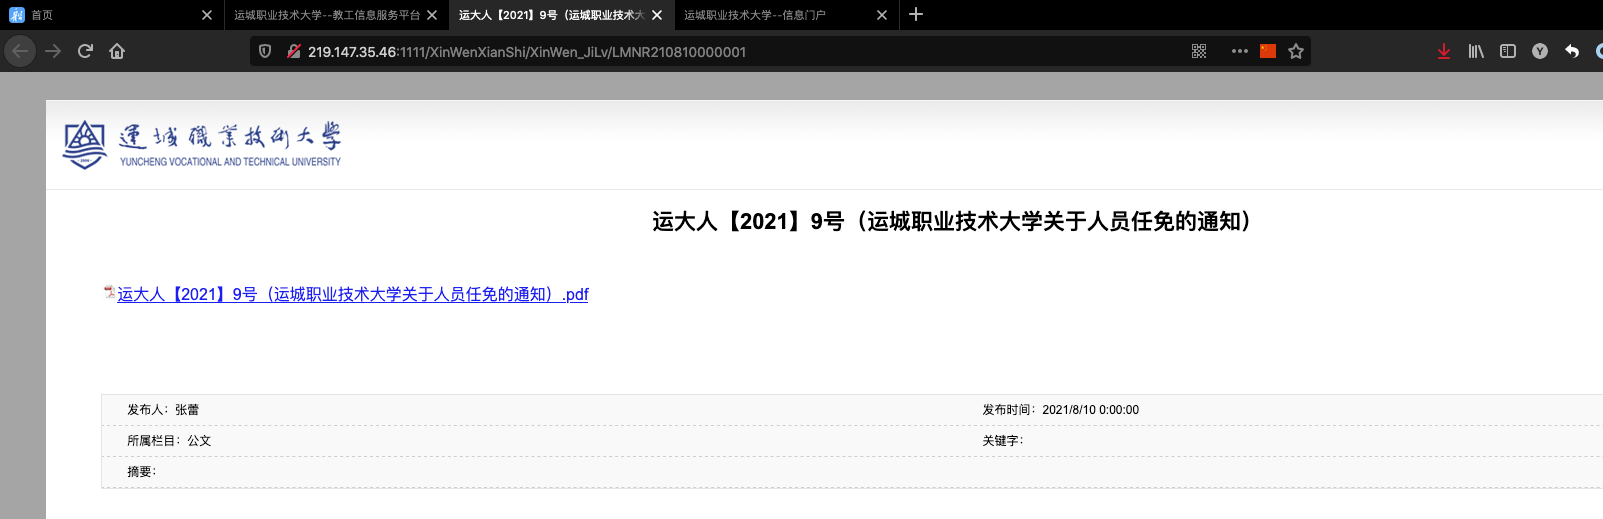 首页
运城职业技术大学--教工信息服务平台
运大人【2021】9号（运城职业技术大
运城职业技术大学--信息门户
219.147.35.46:1111/XinWenXianShi/XinWen_JiLv/LMNR210810000001
運城職業技術大學
YUNCHENG VOCATIONAL AND TECHNICAL UNIVERSITY
运大人【2021】9号（运城职业技术大学关于人员任免的通知）
运大人【2021】9号（运城职业技术大学关于人员任免的通知）.pdf
发布人：张蕾
发布时间：2021/8/10 0:00:00
所属栏目：公文
关键字：
摘要：